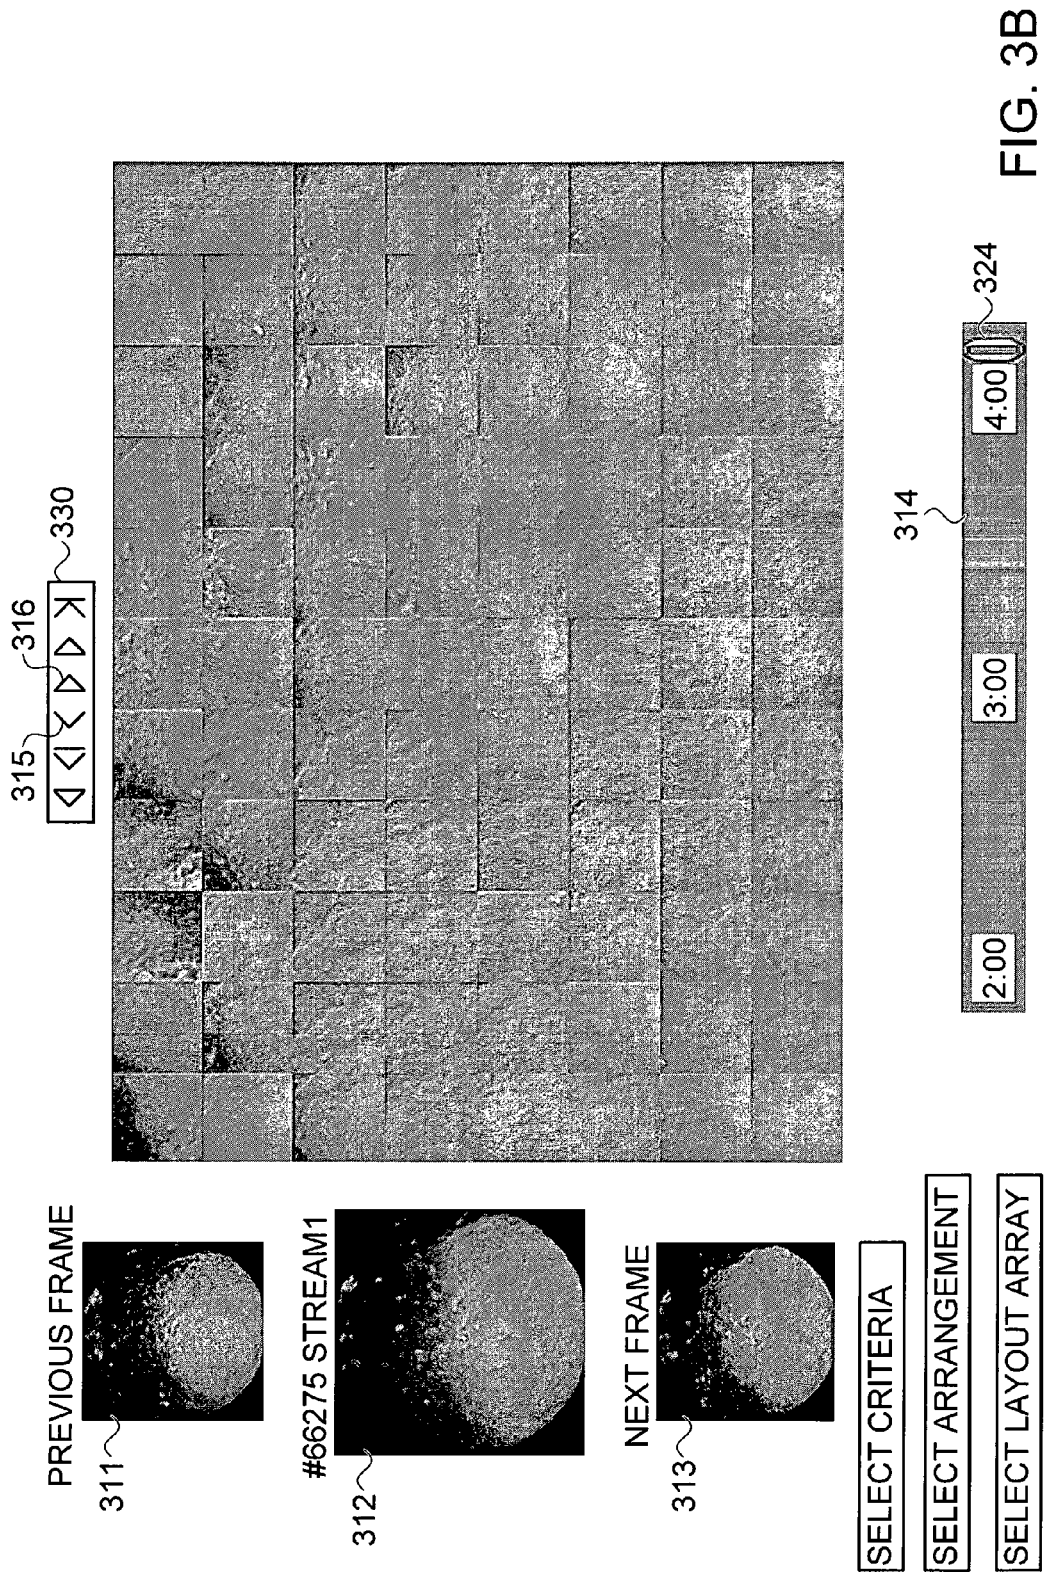 315
316
330
PREVIOUS FRAME
311
#66275 STREAM1
312
NEXT FRAME
313
SELECT CRITERIA
SELECT ARRANGEMENT
SELECT LAYOUT ARRAY
314
324
2:00
3:00
4:00
FIG. 3B